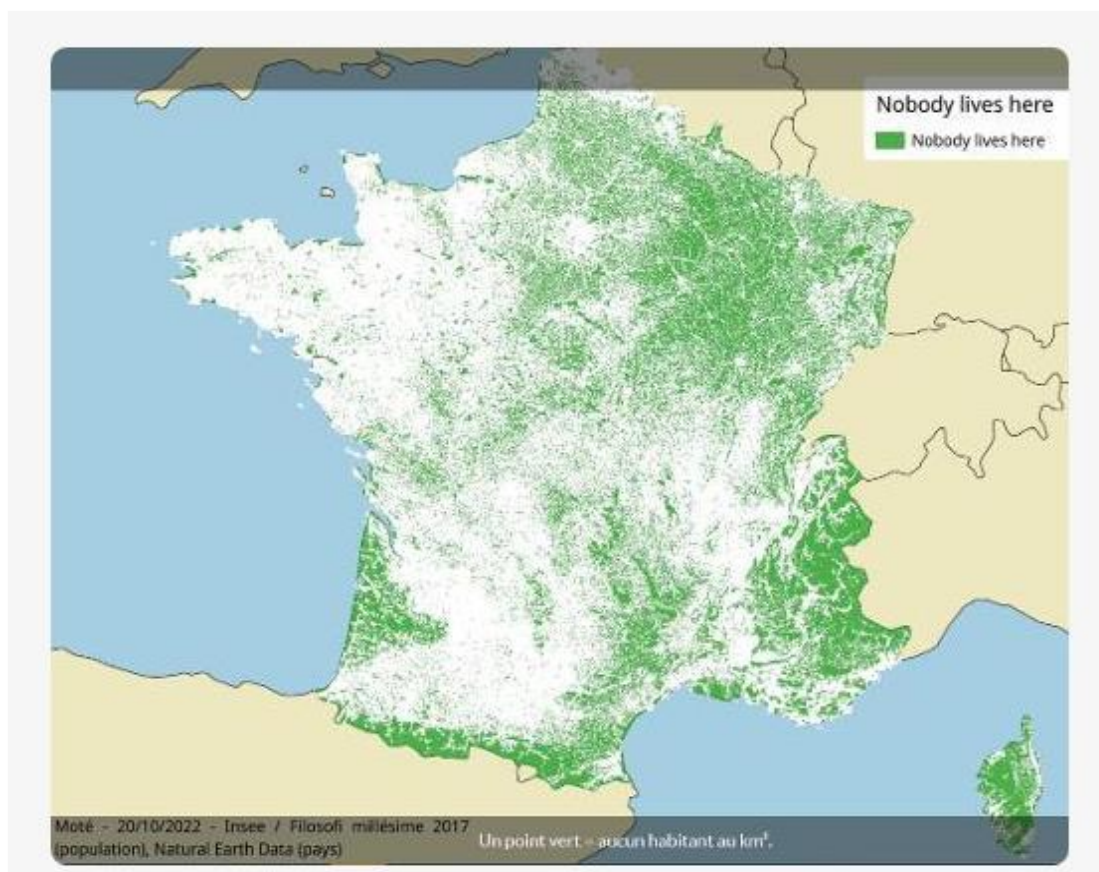 Nobody lives here
Nobody lives here
Moté - 20/10/2022 - Insee / Filosofi millésime 2017
(population), Natural Earth Data (pays)
Un point vert = aucun habitant au km².